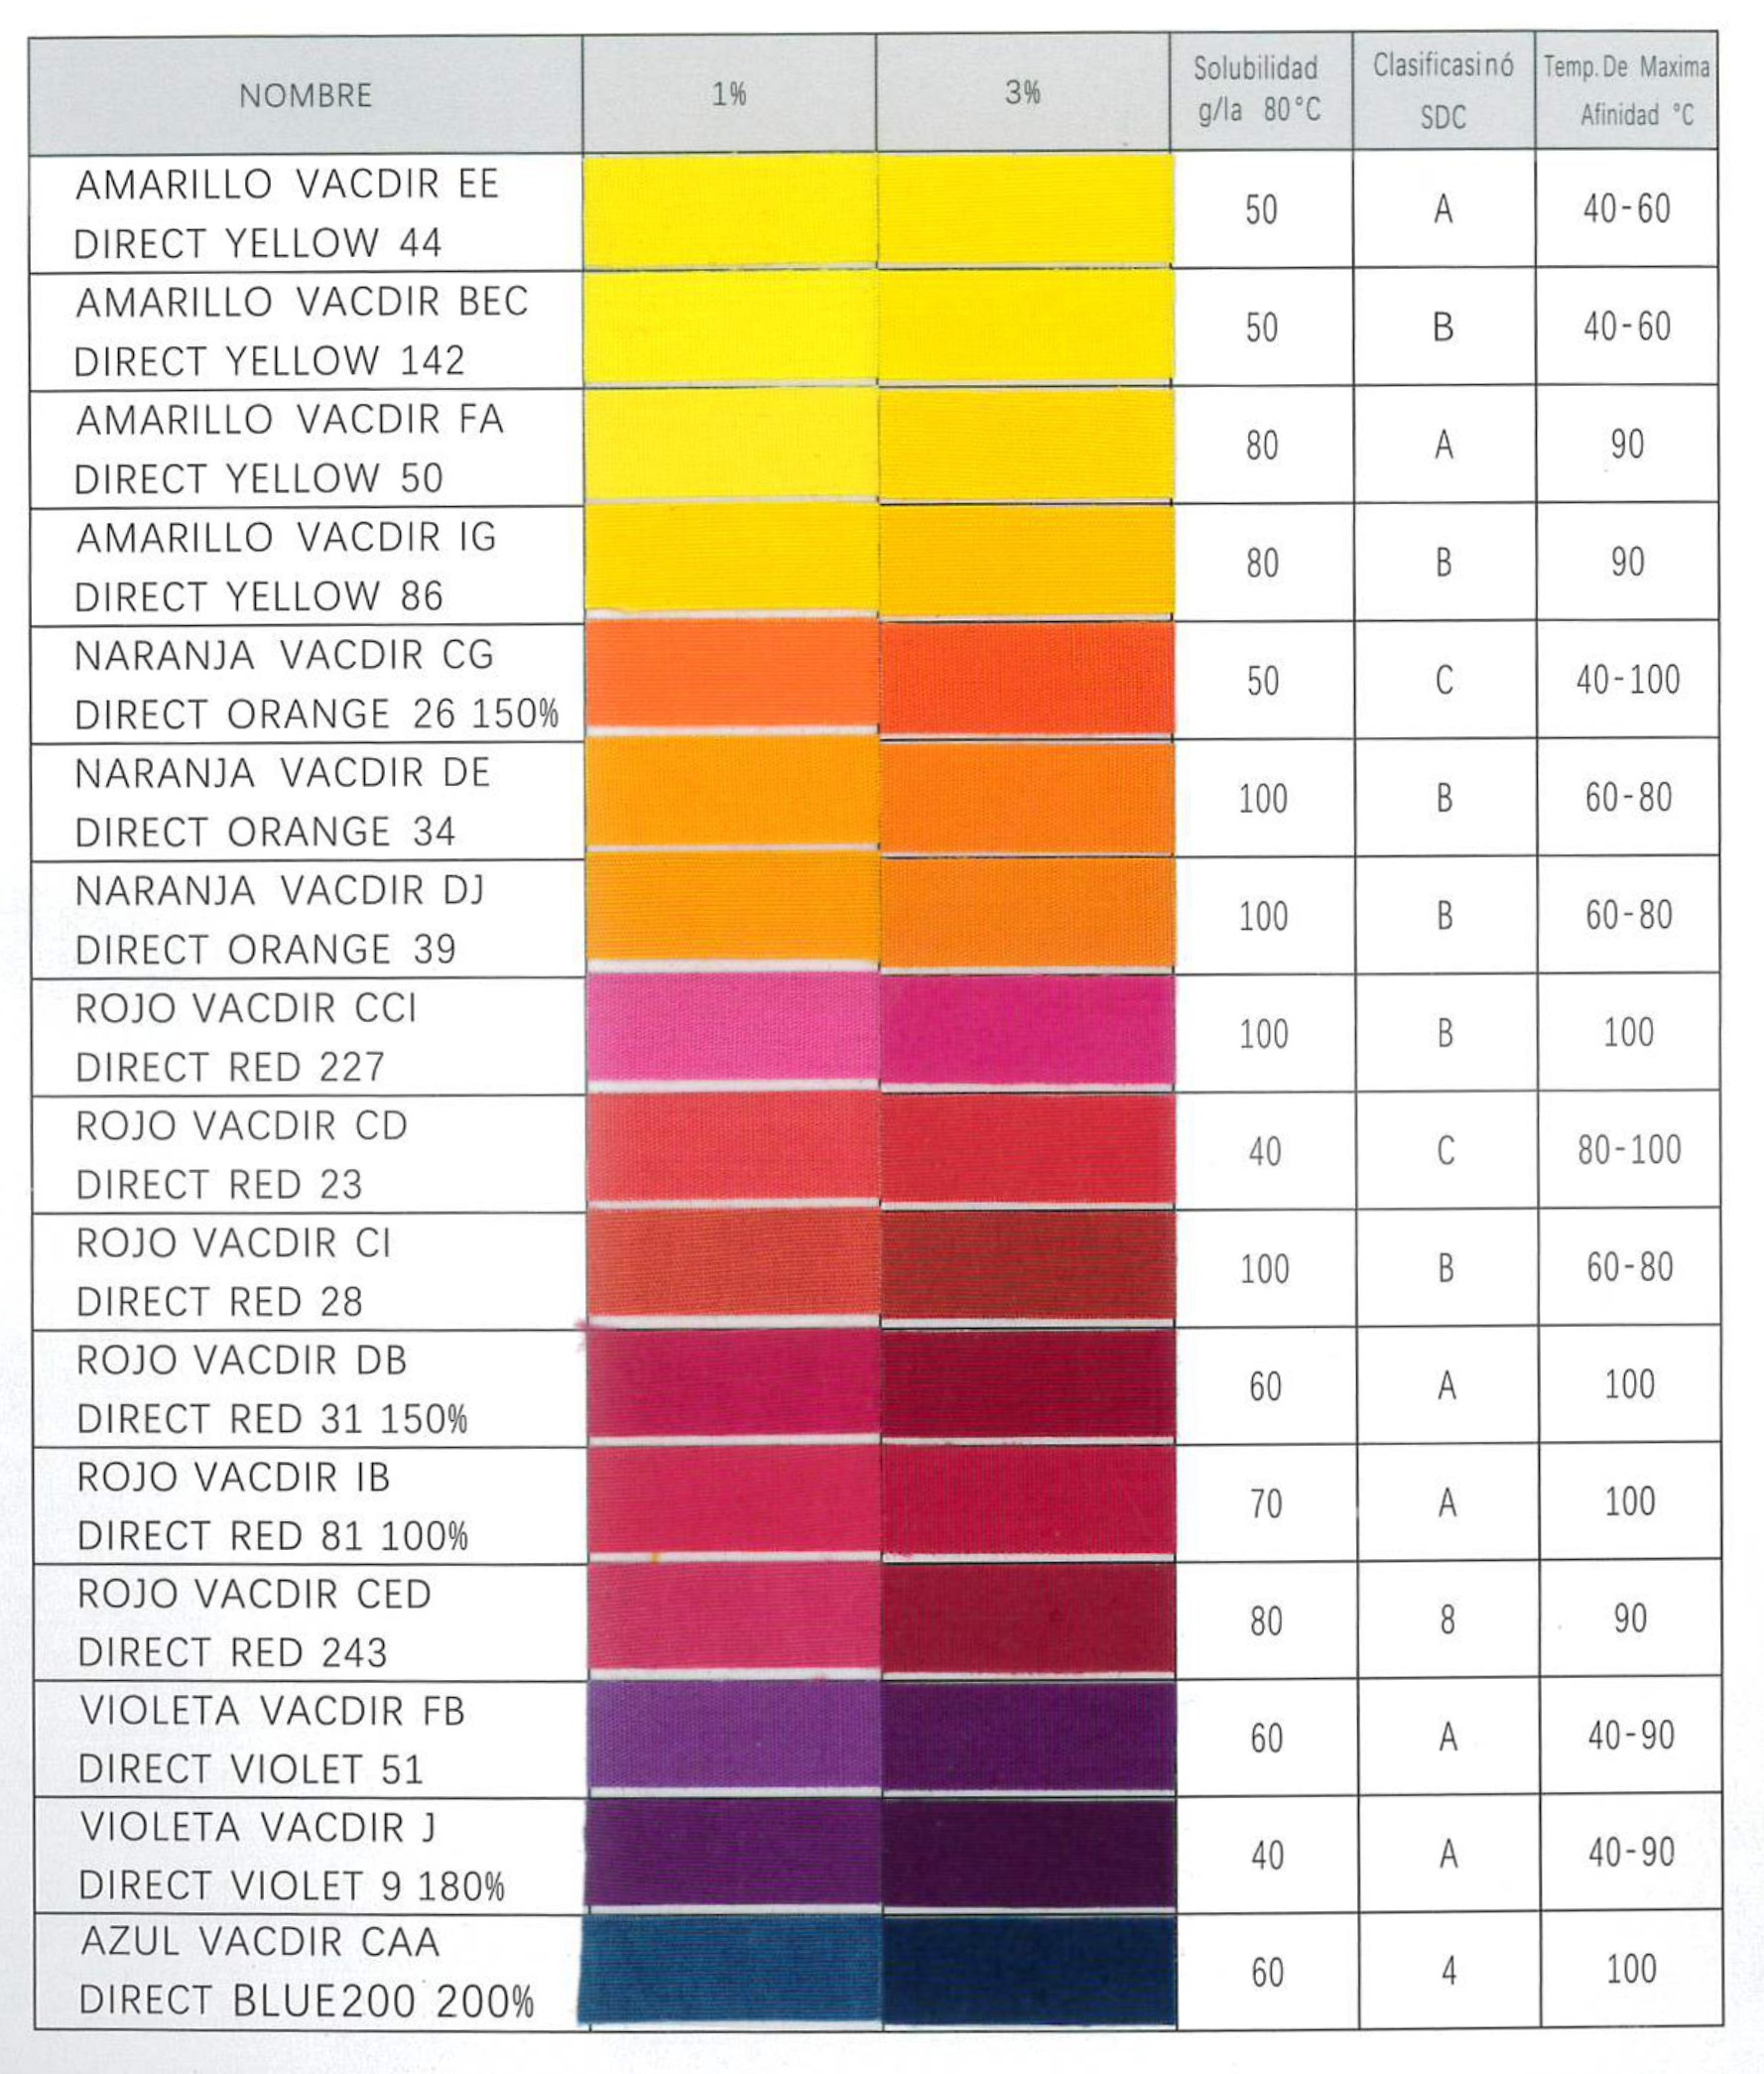 NOMBRE 1% 3% Solubilidad g/la 80°C Clasificasinó SDC Temp. De Maxima Afinidad °C
AMARILLO VACDIR EE
DIRECT YELLOW 44
50 A 40-60
AMARILLO VACDIR BEC
DIRECT YELLOW 142
50 B 40-60
AMARILLO VACDIR FA
DIRECT YELLOW 50
80 A 90
AMARILLO VACDIR IG
DIRECT YELLOW 86
80 B 90
NARANJA VACDIR CG
DIRECT ORANGE 26 150%
50 C 40-100
NARANJA VACDIR DE
DIRECT ORANGE 34
100 B 60-80
NARANJA VACDIR DJ
DIRECT ORANGE 39
100 B 60-80
ROJO VACDIR CCI
DIRECT RED 227
100 B 100
ROJO VACDIR CD
DIRECT RED 23
40 C 80-100
ROJO VACDIR CI
DIRECT RED 28
100 B 60-80
ROJO VACDIR DB
DIRECT RED 31 150%
60 A 100
ROJO VACDIR IB
DIRECT RED 81 100%
70 A 100
ROJO VACDIR CED
DIRECT RED 243
80 8 90
VIOLETA VACDIR FB
DIRECT VIOLET 51
60 A 40-90
VIOLETA VACDIR J
DIRECT VIOLET 9 180%
40 A 40-90
AZUL VACDIR CAA
DIRECT BLUE200 200%
60 4 100